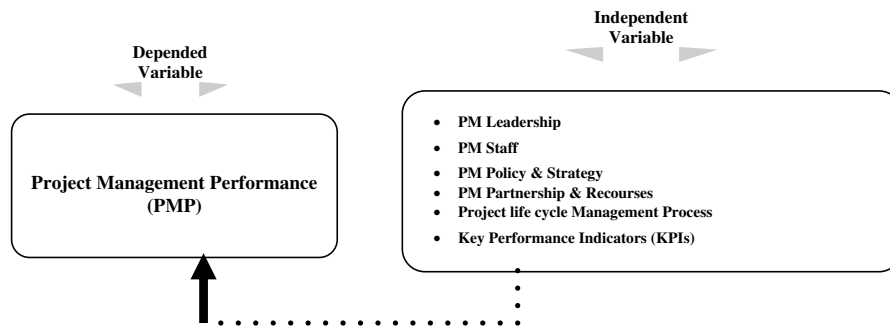 Depended
Variable
Project Management Performance
(PMP)
Independent
Variable
• PM Leadership
• PM Staff
• PM Policy & Strategy
• PM Partnership & Recourses
• Project life cycle Management Process
• Key Performance Indicators (KPIs)